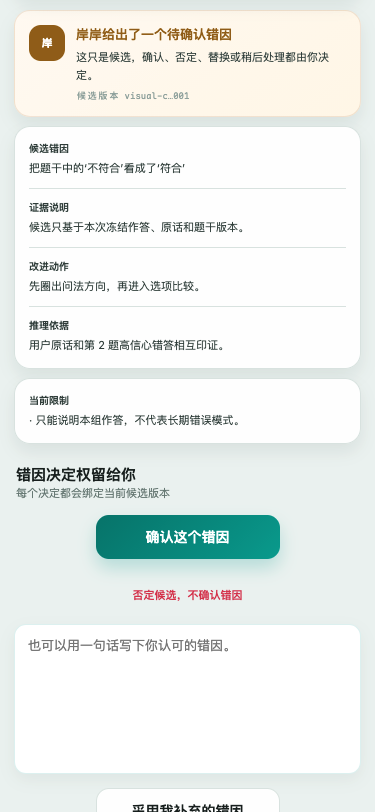 岸
岸岸给出了一个待确认错因
这只是候选，确认、否定、替换或稍后处理都由你决
定。
候选版本 visual-c…001
候选错因
把题干中的‘不符合’看成了‘符合’
证据说明
候选只基于本次冻结作答、原话和题干版本。
改进动作
先圈出问法方向，再进入选项比较。
推理依据
用户原话和第 2 题高信心错答相互印证。
当前限制
· 只能说明本组作答，不代表长期错误模式。
错因决定权留给你
每个决定都会绑定当前候选版本
确认这个错因
否定候选，不确认错因
也可以用一句话写下你认可的错因。
采用我补充的错因